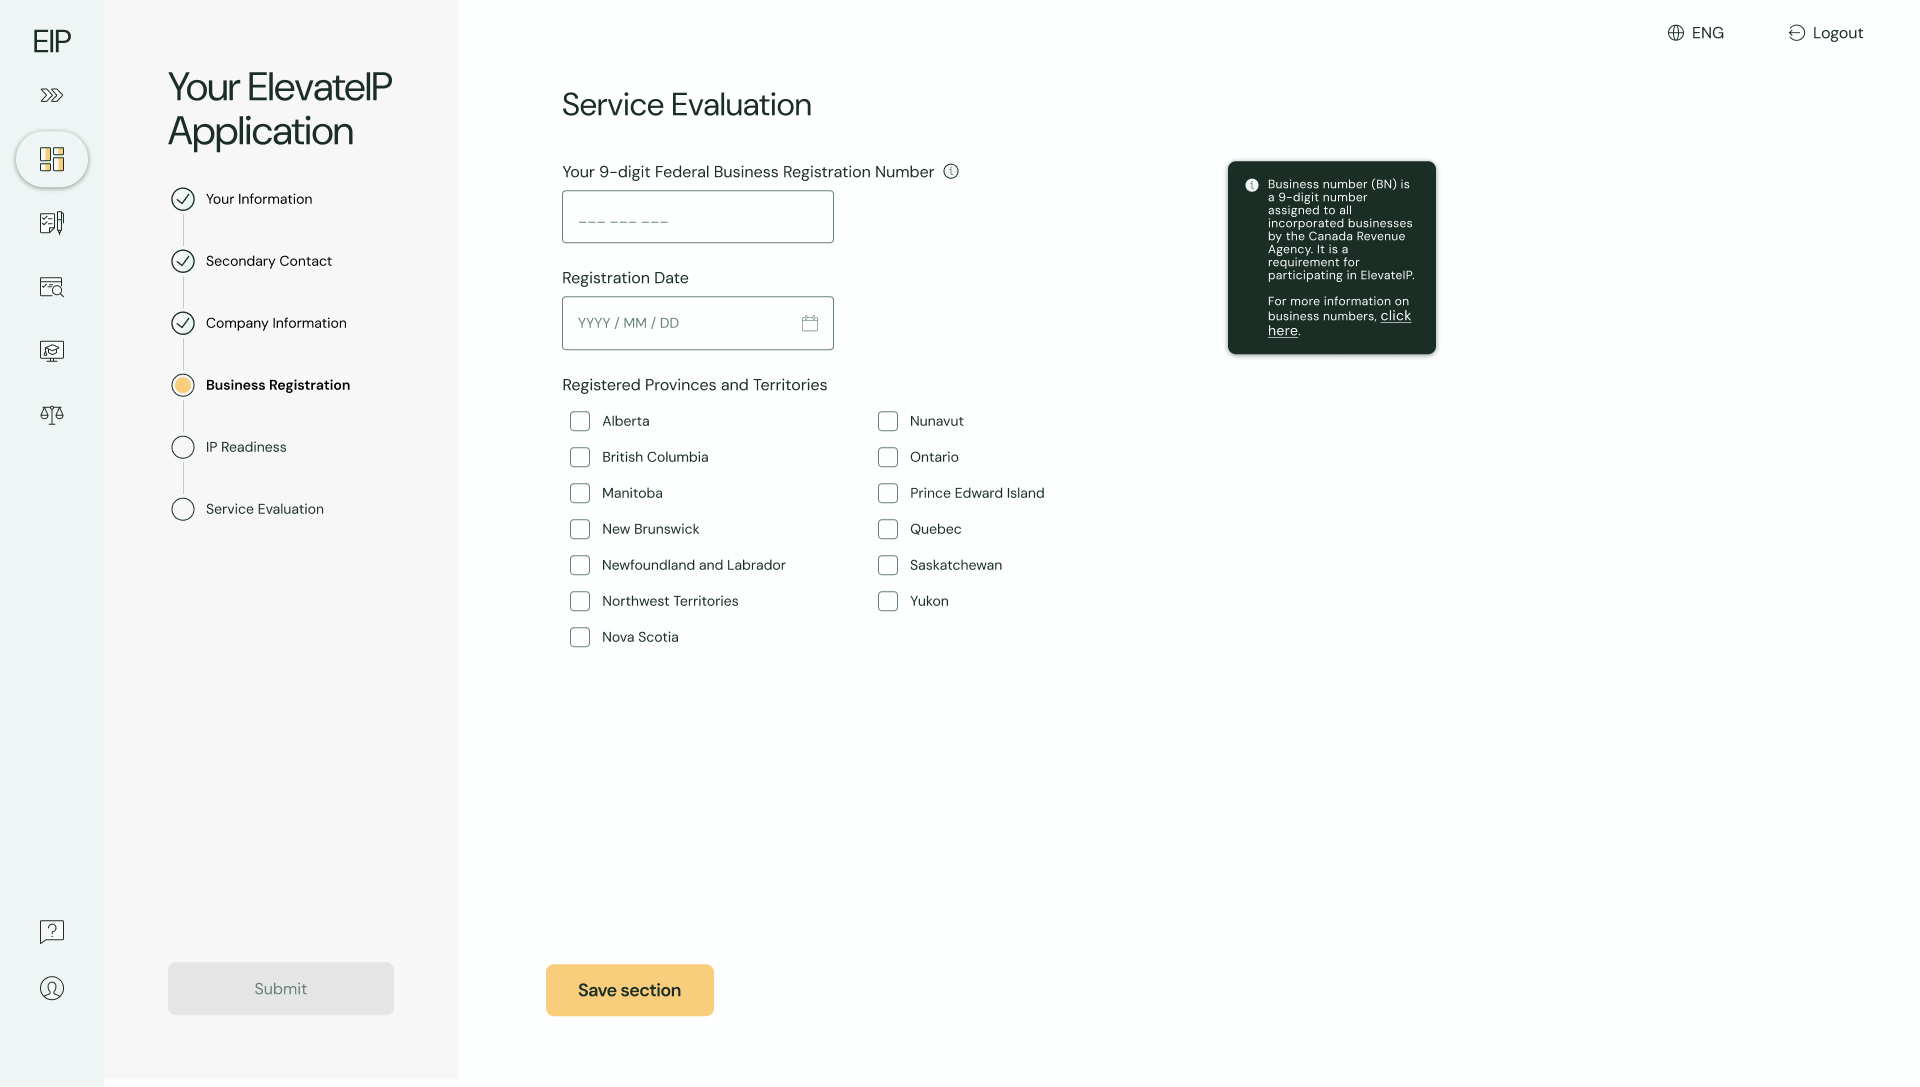 EIP
ENG
Logout
Your ElevateIP
Application
Your Information
Secondary Contact
Company Information
Business Registration
IP Readiness
Service Evaluation
Submit
Service Evaluation
Your 9-digit Federal Business Registration Number
___ ___ ___
Registration Date
YYYY / MM / DD
Registered Provinces and Territories
Alberta
British Columbia
Manitoba
New Brunswick
Newfoundland and Labrador
Northwest Territories
Nova Scotia
Nunavut
Ontario
Prince Edward Island
Quebec
Saskatchewan
Yukon
Business number (BN) is
a 9-digit number
assigned to all
incorporated businesses
by the Canada Revenue
Agency. It is a
requirement for
participating in ElevateIP.
For more information on
business numbers, click
here.
Save section